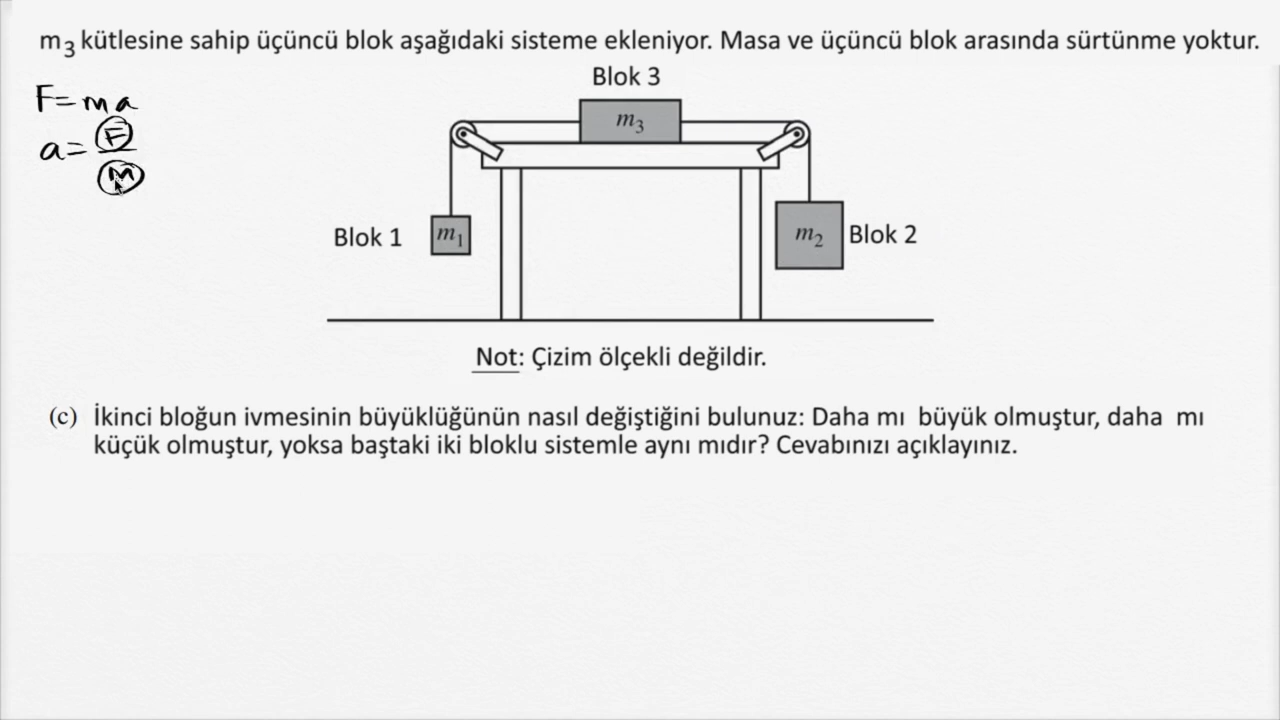 m3 kütlesine sahip üçüncü blok aşağıdaki sisteme ekleniyor. Masa ve üçüncü blok arasında sürtünme yoktur.
F=ma
a=F/M
Blok 3
m3
Blok 1
m1
m2
Blok 2
Not: Çizim ölçekli değildir.
(c) İkinci bloğun ivmesinin büyüklüğünün nasıl değiştiğini bulunuz: Daha mı büyük olmuştur, daha mı
küçük olmuştur, yoksa baştaki iki bloklu sistemle aynı mıdır? Cevabınızı açıklayınız.